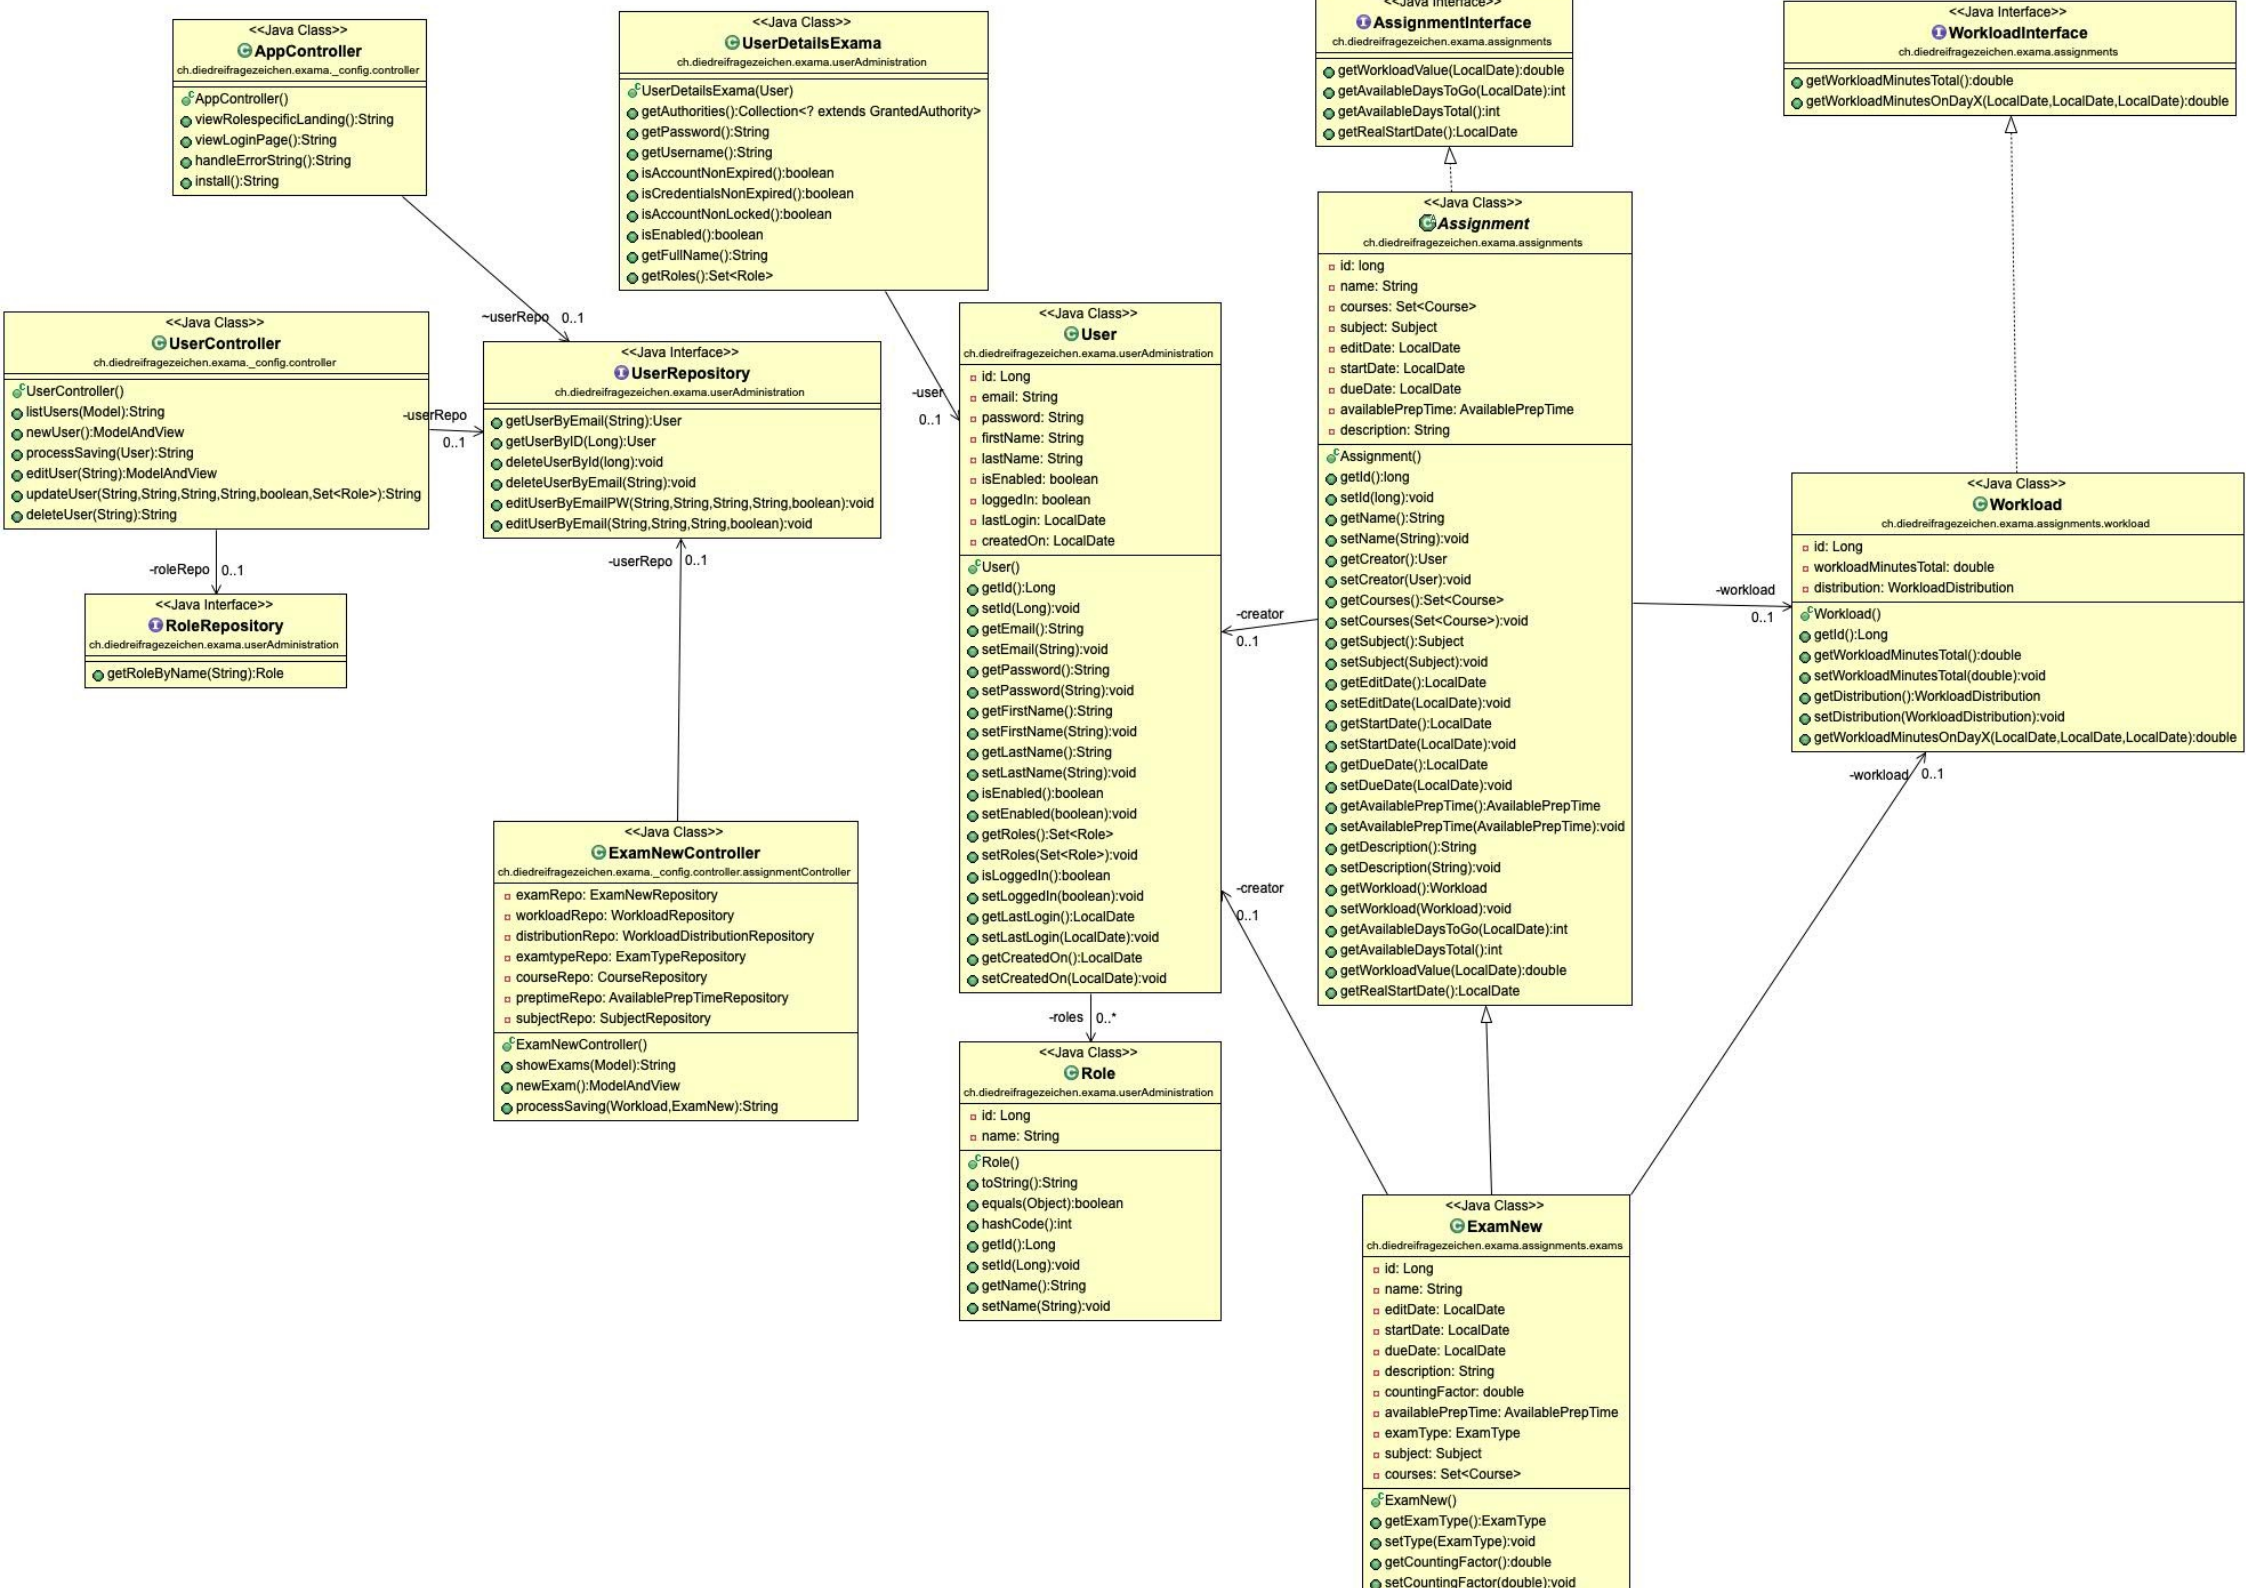 <<Java Class>>
AppController
ch.diedreifragezeichen.exama._config.controller
AppController()
viewRolespecificLanding():String
viewLoginPage():String
handleErrorString():String
install():String
<<Java Class>>
UserDetailsExama
ch.diedreifragezeichen.exama.userAdministration
UserDetailsExama(User)
getAuthorities():Collection<? extends GrantedAuthority>
getPassword():String
getUsername():String
isAccountNonExpired():boolean
isCredentialsNonExpired():boolean
isAccountNonLocked():boolean
isEnabled():boolean
getFullName():String
getRoles():Set<Role>
<<Java Interface>>
AssignmentInterface
ch.diedreifragezeichen.exama.assignments
getWorkloadValue(LocalDate):double
getAvailableDaysToGo(LocalDate):int
getAvailableDaysTotal():int
getRealStartDate():LocalDate
<<Java Interface>>
WorkloadInterface
ch.diedreifragezeichen.exama.assignments
getWorkloadMinutesTotal():double
getWorkloadMinutesOnDayX(LocalDate,LocalDate,LocalDate):double
~userRepo 0..1
<<Java Class>>
UserController
ch.diedreifragezeichen.exama._config.controller
UserController()
listUsers(Model):String
newUser():ModelAndView
processSaving(User):String
editUser(String):ModelAndView
updateUser(String,String,String,String,boolean,Set<Role>):String
deleteUser(String):String
-userRepo
0..1
<<Java Interface>>
UserRepository
ch.diedreifragezeichen.exama.userAdministration
getUserByEmail(String):User
getUserByID(Long):User
deleteUserById(long):void
deleteUserByEmail(String):void
editUserByEmailPW(String,String,String,String,boolean):void
editUserByEmail(String,String,String,boolean):void
-user
0..1
-roleRepo 0..1
<<Java Interface>>
RoleRepository
ch.diedreifragezeichen.exama.userAdministration
getRoleByName(String):Role
-userRepo 0..1
<<Java Class>>
ExamNewController
ch.diedreifragezeichen.exama._config.controller.assignmentController
examRepo: ExamNewRepository
workloadRepo: WorkloadRepository
distributionRepo: WorkloadDistributionRepository
examtypeRepo: ExamTypeRepository
courseRepo: CourseRepository
preptimeRepo: AvailablePrepTimeRepository
subjectRepo: SubjectRepository
ExamNewController()
showExams(Model):String
newExam():ModelAndView
processSaving(Workload,ExamNew):String
<<Java Class>>
User
ch.diedreifragezeichen.exama.userAdministration
id: Long
email: String
password: String
firstName: String
lastName: String
isEnabled: boolean
loggedIn: boolean
lastLogin: LocalDate
createdOn: LocalDate
User()
getId():Long
setId(Long):void
getEmail():String
setEmail(String):void
getPassword():String
setPassword(String):void
getFirstName():String
setFirstName(String):void
getLastName():String
setLastName(String):void
isEnabled():boolean
setEnabled(boolean):void
getRoles():Set<Role>
setRoles(Set<Role>):void
isLoggedIn():boolean
setLoggedIn(boolean):void
getLastLogin():LocalDate
setLastLogin(LocalDate):void
getCreatedOn():LocalDate
setCreatedOn(LocalDate):void
-roles 0..*
<<Java Class>>
Role
ch.diedreifragezeichen.exama.userAdministration
id: Long
name: String
Role()
toString():String
equals(Object):boolean
hashCode():int
getId():Long
setId(Long):void
getName():String
setName(String):void
-creator
0..1
-creator
0..1
<<Java Class>>
Assignment
ch.diedreifragezeichen.exama.assignments
id: long
name: String
courses: Set<Course>
subject: Subject
editDate: LocalDate
startDate: LocalDate
dueDate: LocalDate
availablePrepTime: AvailablePrepTime
description: String
Assignment()
getId():long
setId(long):void
getName():String
setName(String):void
getCreator():User
setCreator(User):void
getCourses():Set<Course>
setCourses(Set<Course>):void
getSubject():Subject
setSubject(Subject):void
getEditDate():LocalDate
setEditDate(LocalDate):void
getStartDate():LocalDate
setStartDate(LocalDate):void
getDueDate():LocalDate
setDueDate(LocalDate):void
getAvailablePrepTime():AvailablePrepTime
setAvailablePrepTime(AvailablePrepTime):void
getDescription():String
setDescription(String):void
getWorkload():Workload
setWorkload(Workload):void
getAvailableDaysToGo(LocalDate):int
getAvailableDaysTotal():int
getWorkloadValue(LocalDate):double
getRealStartDate():LocalDate
-workload
0..1
<<Java Class>>
Workload
ch.diedreifragezeichen.exama.assignments.workload
id: Long
workloadMinutesTotal: double
distribution: WorkloadDistribution
Workload()
getId():Long
getWorkloadMinutesTotal():double
setWorkloadMinutesTotal(double):void
getDistribution():WorkloadDistribution
setDistribution(WorkloadDistribution):void
getWorkloadMinutesOnDayX(LocalDate,LocalDate,LocalDate):double
-workload 0..1
<<Java Class>>
ExamNew
ch.diedreifragezeichen.exama.assignments.exams
id: Long
name: String
editDate: LocalDate
startDate: LocalDate
dueDate: LocalDate
description: String
countingFactor: double
availablePrepTime: AvailablePrepTime
examType: ExamType
subject: Subject
courses: Set<Course>
ExamNew()
getExamType():ExamType
setType(ExamType):void
getCountingFactor():double
setCountingFactor(double):void